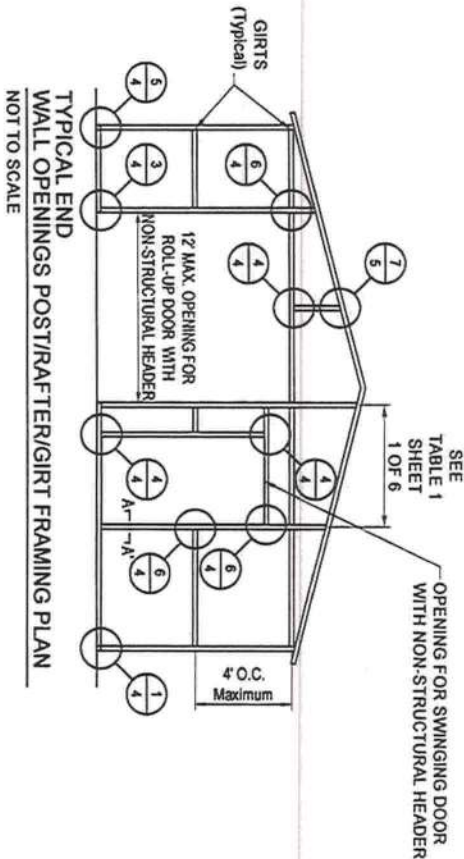 GIRTS
(Typical)
SEE
TABLE 1
SHEET
1 OF 6
OPENING FOR SWINGING DOOR
WITH NON-STRUCTURAL HEADER
7
5
6
4
4
4
4
4
3
4
12' MAX. OPENING FOR
ROLL-UP DOOR WITH
NON-STRUCTURAL HEADER
6
4
4' O.C.
Maximum
A
A'
6
4
5
4
4
4
1
4
TYPICAL END
WALL OPENINGS POST/RAFTER/GIRT FRAMING PLAN
NOT TO SCALE